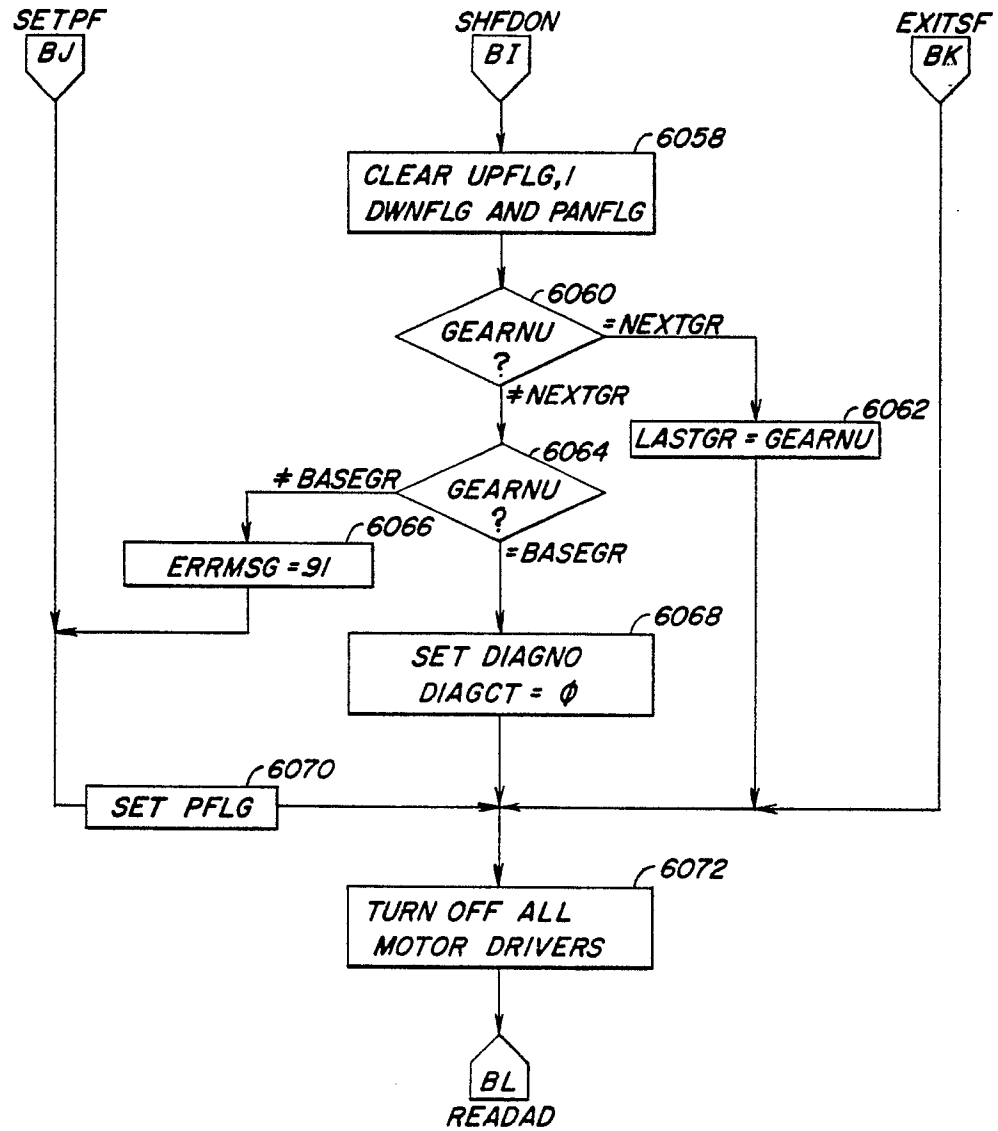 SETPF
SHFDON
EXITSF
BJ
BI
BK
6058
CLEAR UPFLG,1
DWNFLG AND PANFLG
6060
GEARNU
?
=NEXTGR
≠NEXTGR
6062
LASTGR = GEARNU
6064
≠BASEGR
GEARNU
?
6066
=BASEGR
ERRMSG =91
6068
SET DIAGNO
DIAGCT = φ
6070
SET PFLG
6072
TURN OFF ALL
MOTOR DRIVERS
BL
READAD